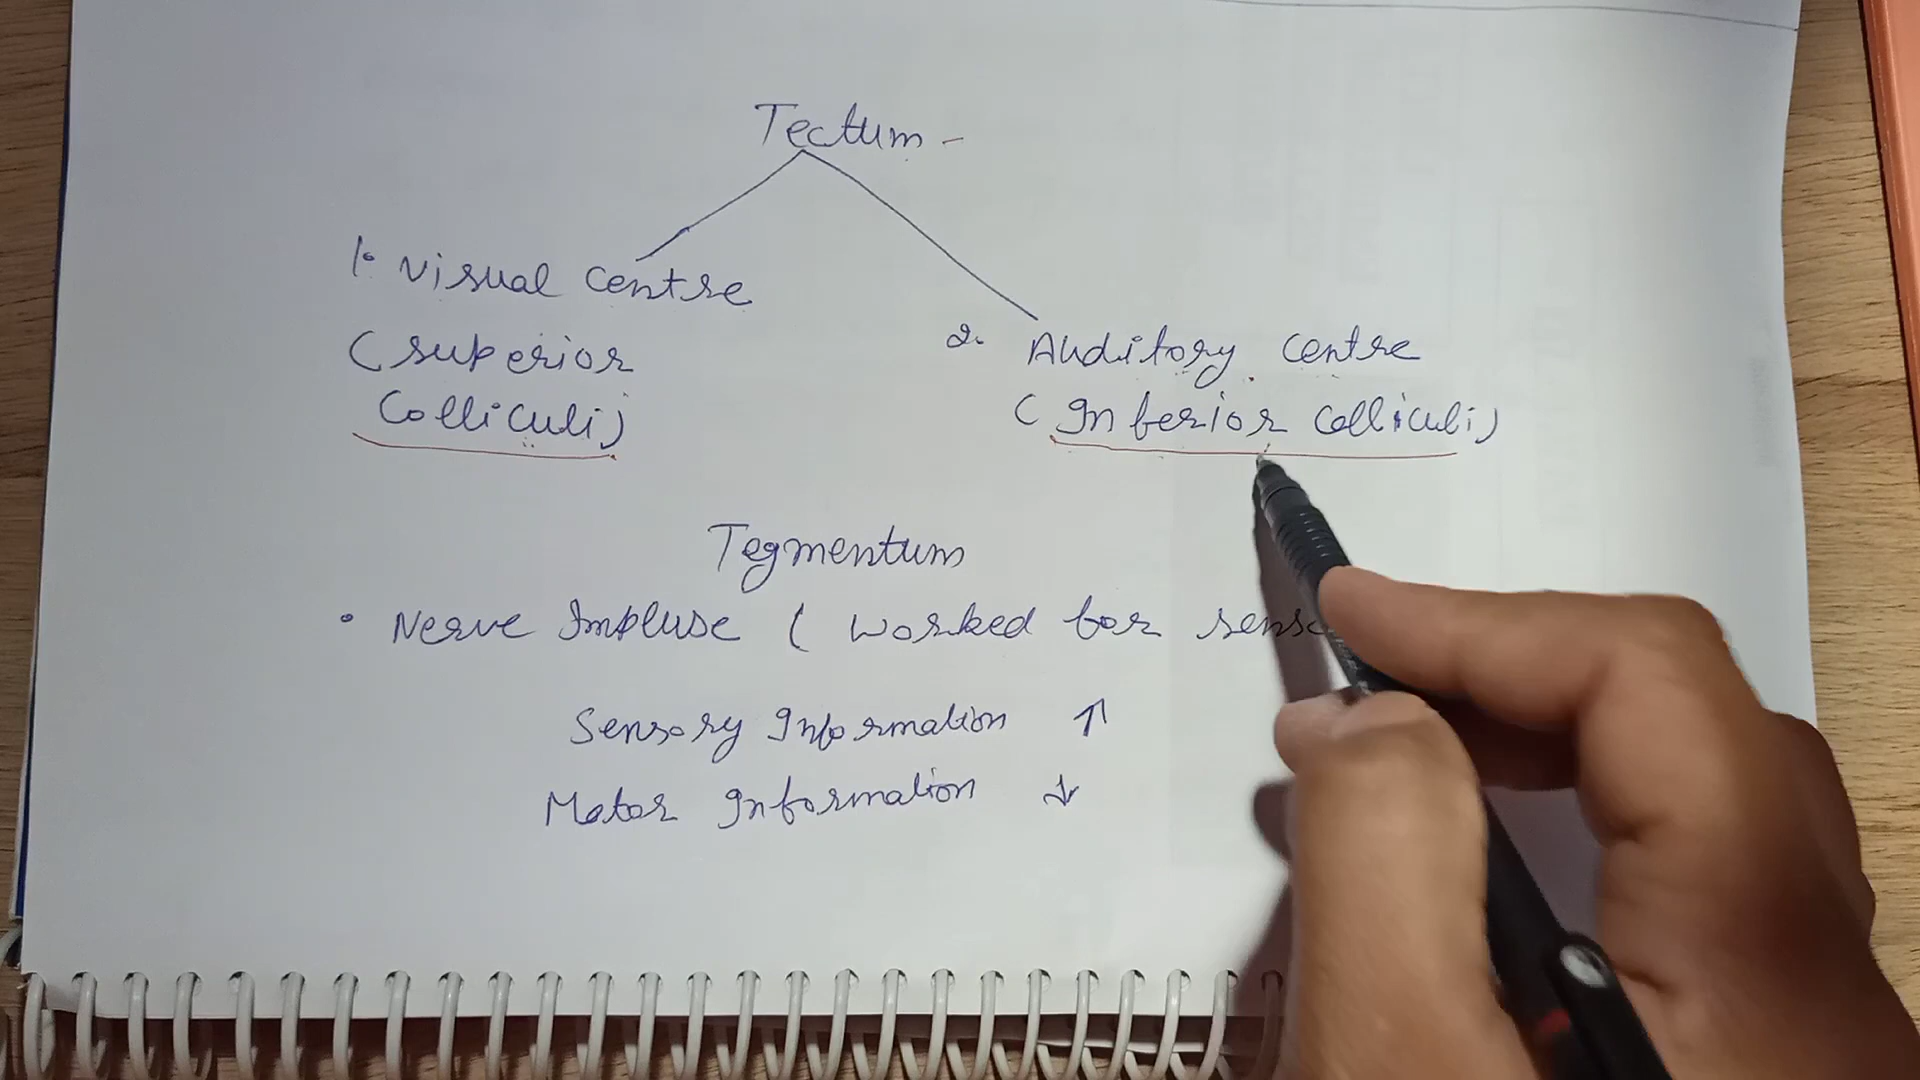 Tectum -
1. Visual Centre
(superior
Colliculi)
2. Auditory Centre
(Inferior Colliculi)
Tegmentum
• Nerve Impluse ( worked for
Sensory Information ↑
Motor Information ↓